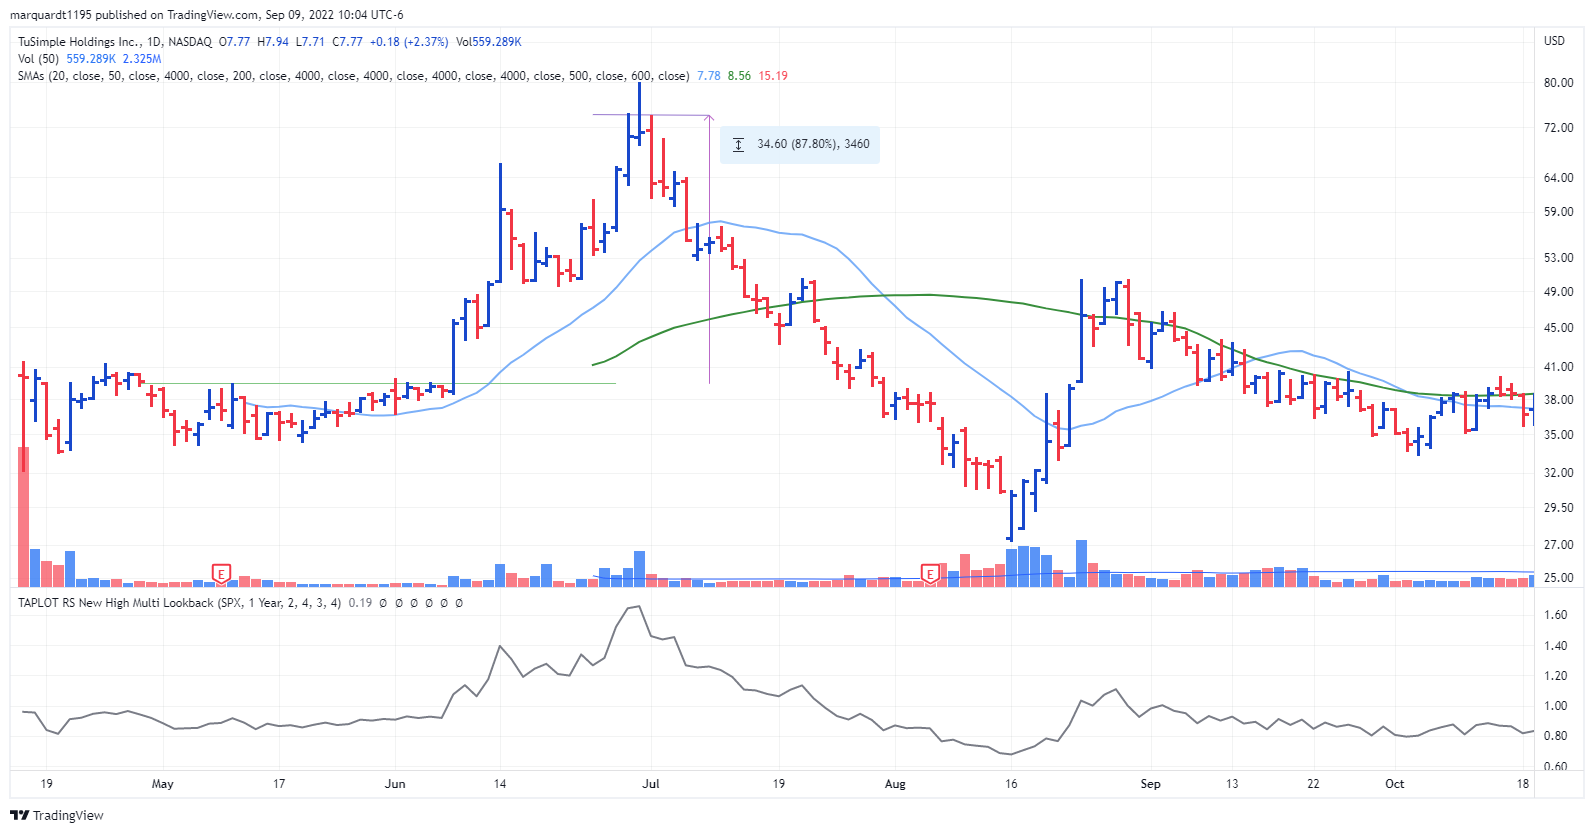 marquardt1195 published on TradingView.com, Sep 09, 2022 10:04 UTC-6
TuSimple Holdings Inc., 1D, NASDAQ O7.77 H7.94 L7.71 C7.77 +0.18 (+2.37%) Vol559.289K
USD
Vol (50) 559.289K 2.325M
SMAs (20, close, 50, close, 4000, close, 200, close, 4000, close, 4000, close, 4000, close, 4000, close, 500, close, 600, close) 7.78 8.56 15.19
80.00
72.00
34.60 (87.80%), 3460
64.00
59.00
53.00
49.00
45.00
41.00
38.00
35.00
32.00
29.50
27.00
E E
25.00
TAPLOT RS New High Multi Lookback (SPX, 1 Year, 2, 4, 3, 4) 0.19 Ø Ø Ø Ø Ø Ø
1.60
1.40
1.20
1.00
0.80
0.60
19 May 17 Jun 14 Jul 19 Aug 16 Sep 13 22 Oct 18
TradingView